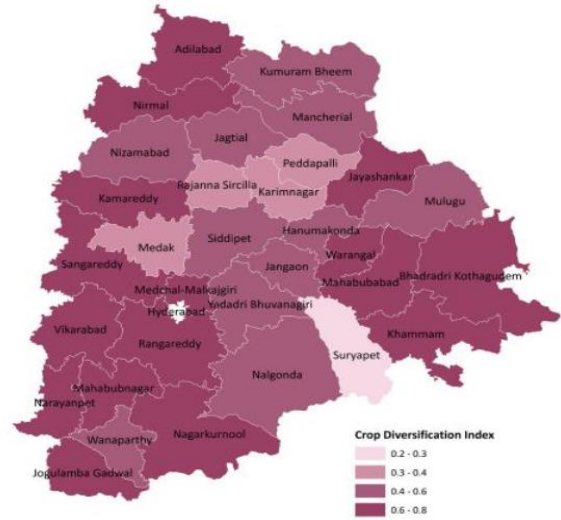 Adilabad
Kumuram Bheem
Nirmal
Mancherial
Jagtial
Nizamabad
Peddapalli
Jayashankar
Rajanna Sircilla
Karimnagar
Kamareddy
Mulugu
Hanumakonda
Siddipet
Medak
Warangal
Sangareddy
Jangaon
Bhadradri Kothagudem
Mahabubabad
Medchal-Malkajgiri
Yadadri Bhuvanagiri
Hyderabad
Vikarabad
Khammam
Rangareddy
Suryapet
Nalgonda
Mahabubnagar
Narayanpet
Nagarkurnool
Wanaparthy
Jogulamba Gadwal
Crop Diversification Index
0.2 - 0.3
0.3 - 0.4
0.4 - 0.6
0.6 - 0.8